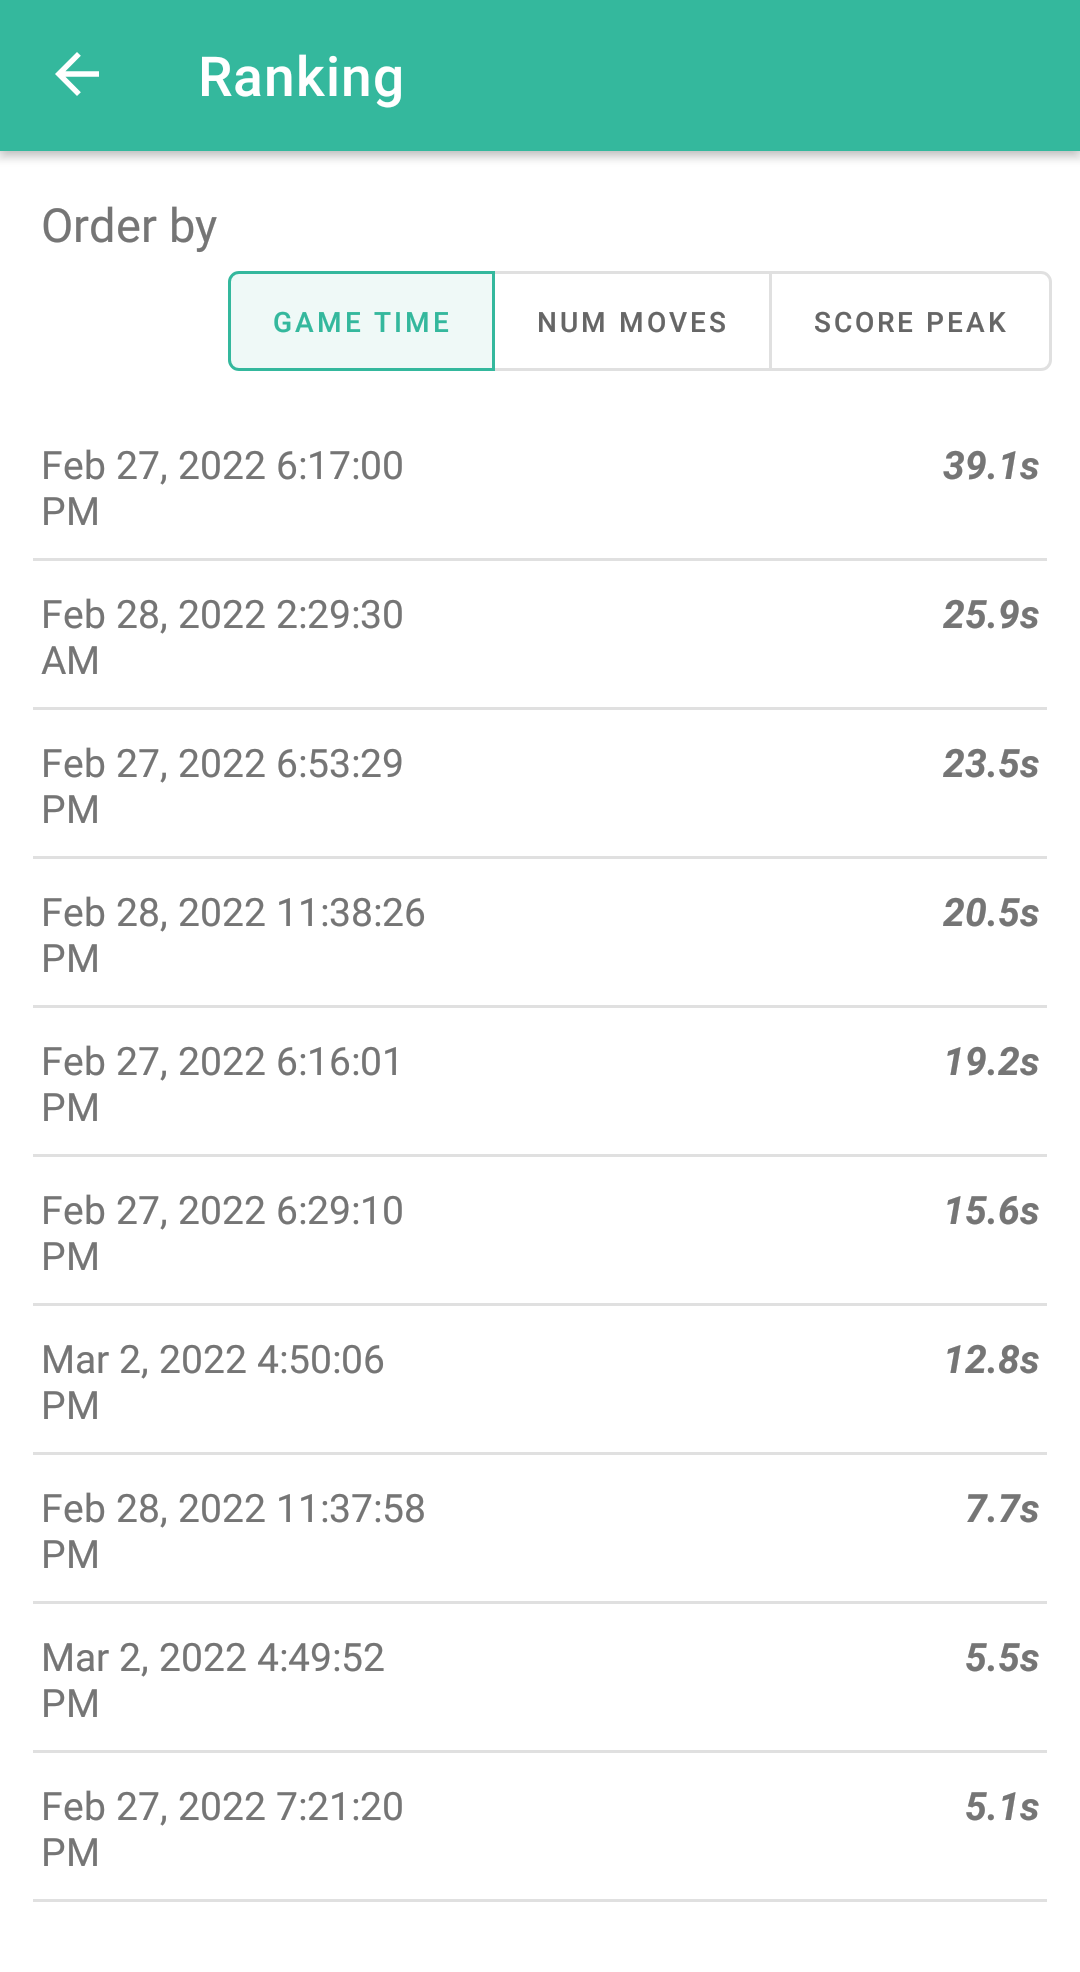 Ranking
Order by
GAME TIME NUM MOVES SCORE PEAK
Feb 27, 2022 6:17:00 39.1s
PM
Feb 28, 2022 2:29:30 25.9s
AM
Feb 27, 2022 6:53:29 23.5s
PM
Feb 28, 2022 11:38:26 20.5s
PM
Feb 27, 2022 6:16:01 19.2s
PM
Feb 27, 2022 6:29:10 15.6s
PM
Mar 2, 2022 4:50:06 12.8s
PM
Feb 28, 2022 11:37:58 7.7s
PM
Mar 2, 2022 4:49:52 5.5s
PM
Feb 27, 2022 7:21:20 5.1s
PM